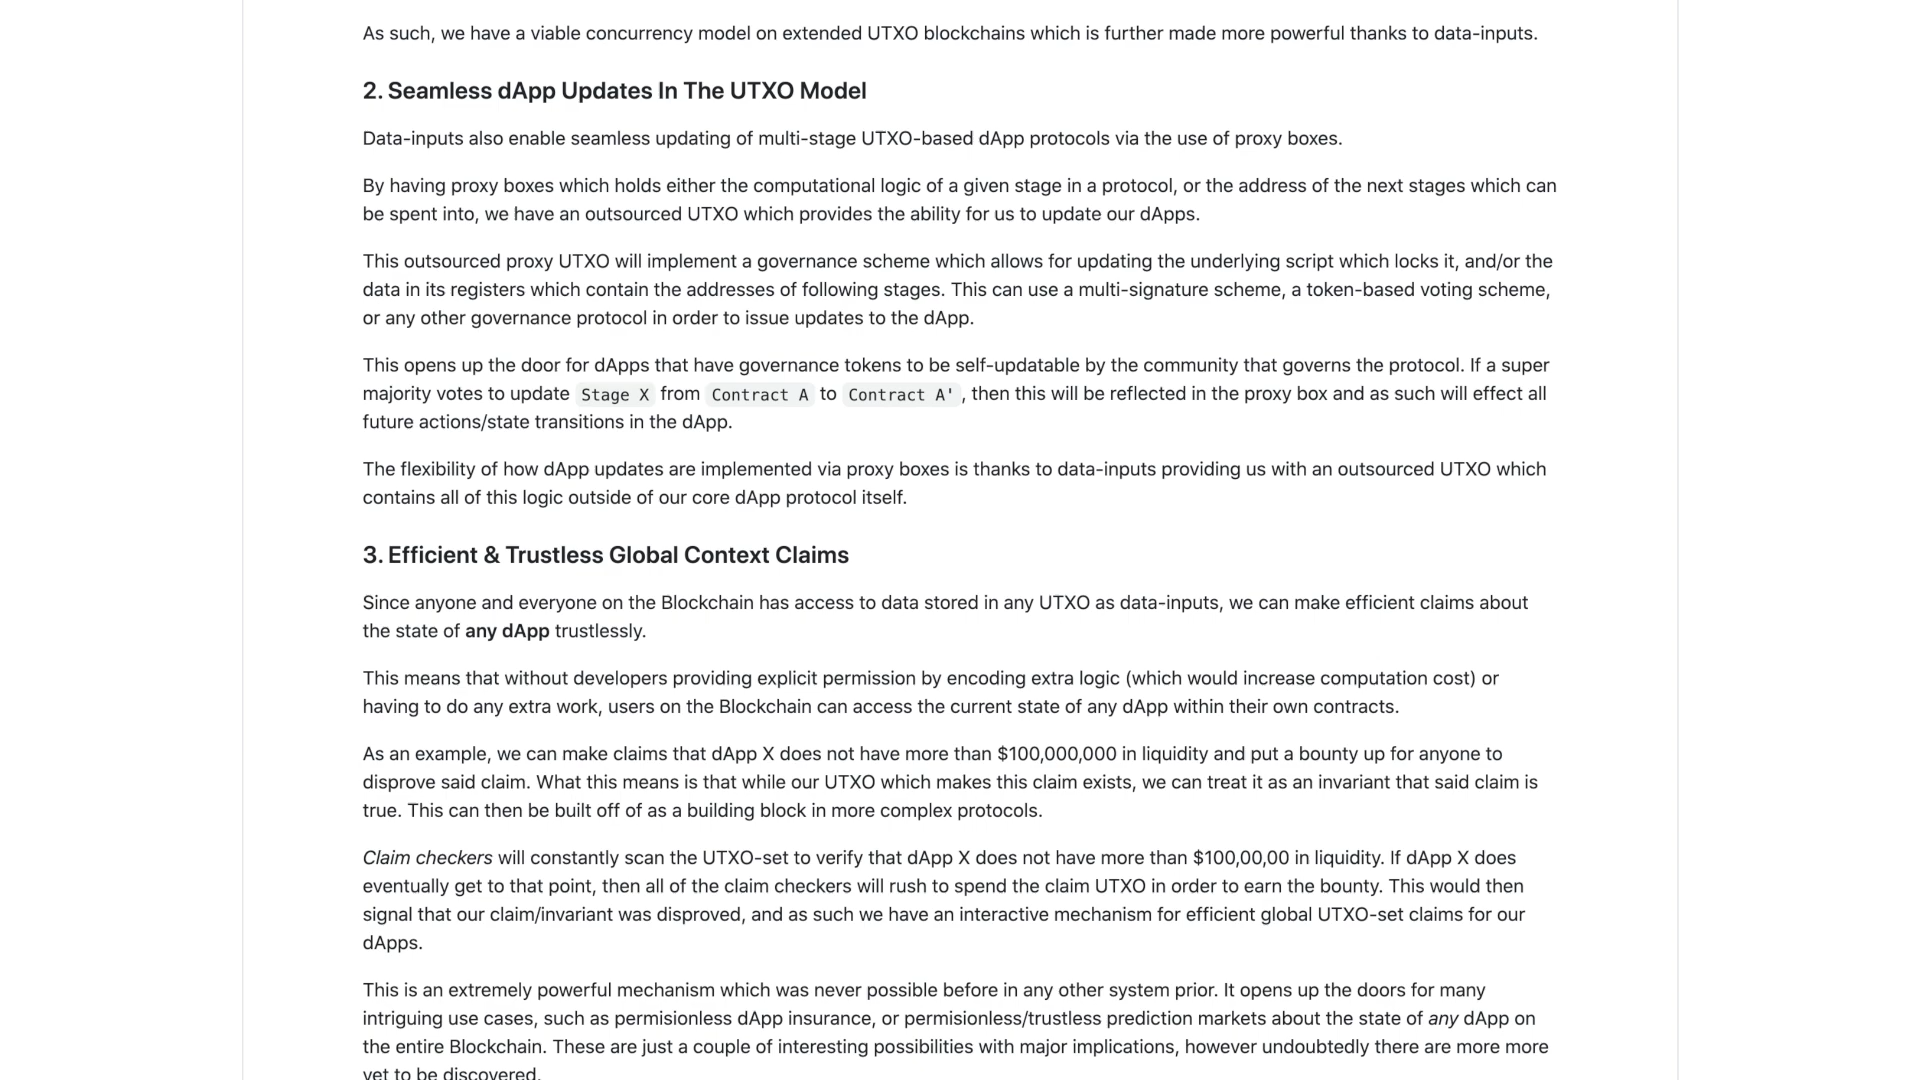 As such, we have a viable concurrency model on extended UTXO blockchains which is further made more powerful thanks to data-inputs.
2. Seamless dApp Updates In The UTXO Model
Data-inputs also enable seamless updating of multi-stage UTXO-based dApp protocols via the use of proxy boxes.
By having proxy boxes which holds either the computational logic of a given stage in a protocol, or the address of the next stages which can
be spent into, we have an outsourced UTXO which provides the ability for us to update our dApps.
This outsourced proxy UTXO will implement a governance scheme which allows for updating the underlying script which locks it, and/or the
data in its registers which contain the addresses of following stages. This can use a multi-signature scheme, a token-based voting scheme,
or any other governance protocol in order to issue updates to the dApp.
This opens up the door for dApps that have governance tokens to be self-updatable by the community that governs the protocol. If a super
majority votes to update Stage X from Contract A to Contract A' , then this will be reflected in the proxy box and as such will effect all
future actions/state transitions in the dApp.
The flexibility of how dApp updates are implemented via proxy boxes is thanks to data-inputs providing us with an outsourced UTXO which
contains all of this logic outside of our core dApp protocol itself.
3. Efficient & Trustless Global Context Claims
Since anyone and everyone on the Blockchain has access to data stored in any UTXO as data-inputs, we can make efficient claims about
the state of any dApp trustlessly.
This means that without developers providing explicit permission by encoding extra logic (which would increase computation cost) or
having to do any extra work, users on the Blockchain can access the current state of any dApp within their own contracts.
As an example, we can make claims that dApp X does not have more than $100,000,000 in liquidity and put a bounty up for anyone to
disprove said claim. What this means is that while our UTXO which makes this claim exists, we can treat it as an invariant that said claim is
true. This can then be built off of as a building block in more complex protocols.
Claim checkers will constantly scan the UTXO-set to verify that dApp X does not have more than $100,00,00 in liquidity. If dApp X does
eventually get to that point, then all of the claim checkers will rush to spend the claim UTXO in order to earn the bounty. This would then
signal that our claim/invariant was disproved, and as such we have an interactive mechanism for efficient global UTXO-set claims for our
dApps.
This is an extremely powerful mechanism which was never possible before in any other system prior. It opens up the doors for many
intriguing use cases, such as permisionless dApp insurance, or permisionless/trustless prediction markets about the state of any dApp on
the entire Blockchain. These are just a couple of interesting possibilities with major implications, however undoubtedly there are more more
yet to be discovered.